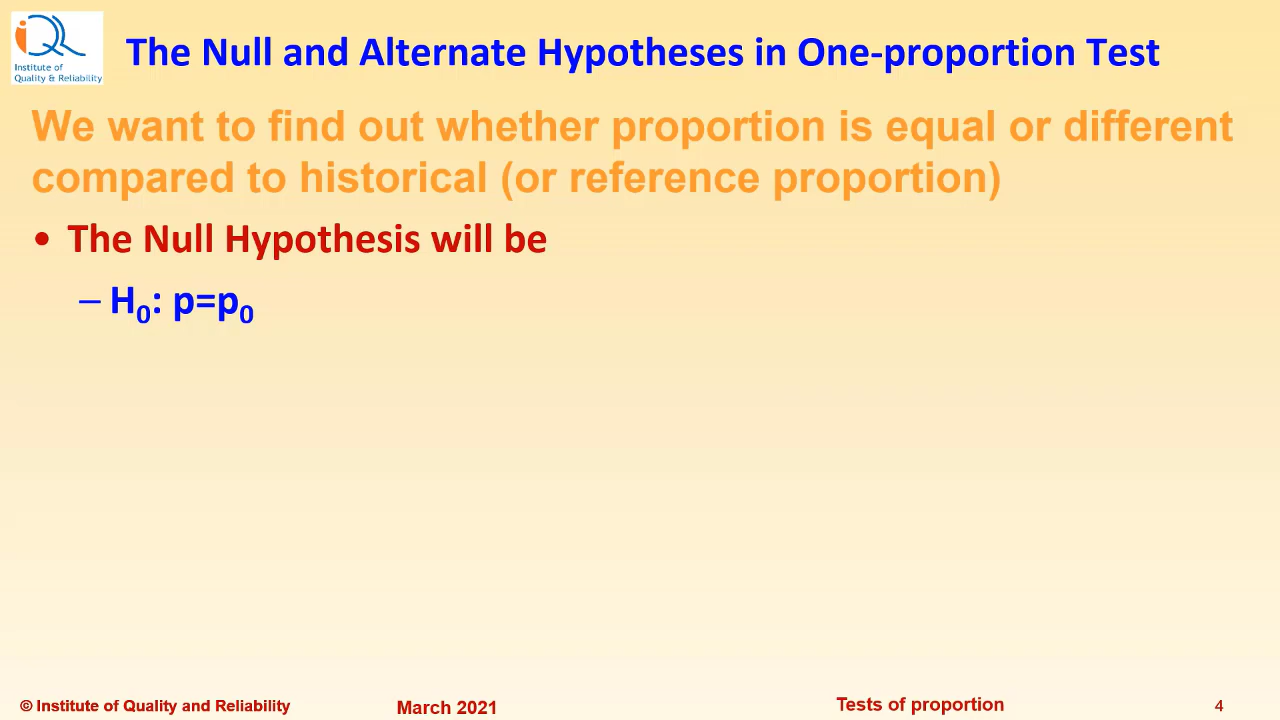 iQR
Institute of
Quality & Reliability
The Null and Alternate Hypotheses in One-proportion Test
We want to find out whether proportion is equal or different
compared to historical (or reference proportion)
• The Null Hypothesis will be
– H₀: p=p₀
© Institute of Quality and Reliability
March 2021
Tests of proportion
4